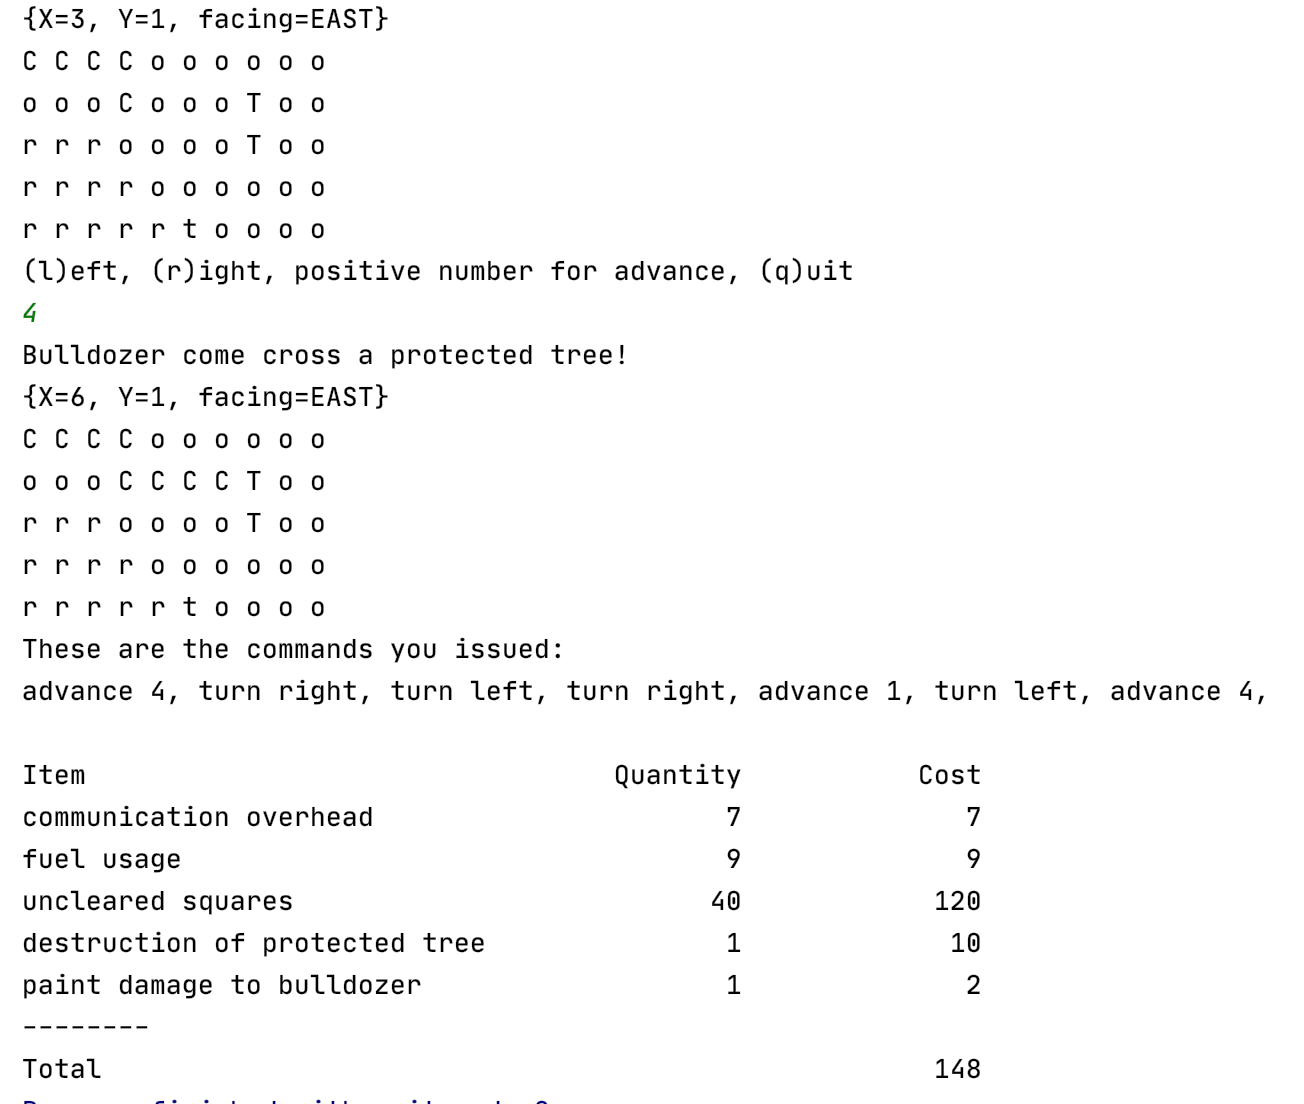 {X=3, Y=1, facing=EAST}
C C C C o o o o o o
o o o C o o o T o o
r r r o o o o T o o
r r r r o o o o o o
r r r r r t o o o o
(l)eft, (r)ight, positive number for advance, (q)uit
4
Bulldozer come cross a protected tree!
{X=6, Y=1, facing=EAST}
C C C C o o o o o o
o o o C C C C T o o
r r r o o o o T o o
r r r r o o o o o o
r r r r r t o o o o
These are the commands you issued:
advance 4, turn right, turn left, turn right, advance 1, turn left, advance 4,
Item Quantity Cost
communication overhead 7 7
fuel usage 9 9
uncleared squares 40 120
destruction of protected tree 1 10
paint damage to bulldozer 1 2
--------
Total 148